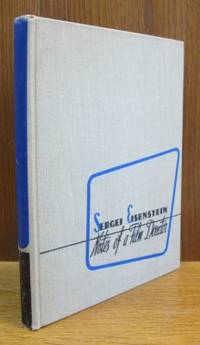 SERGEI EISENSTEIN
Notes of a Film Director